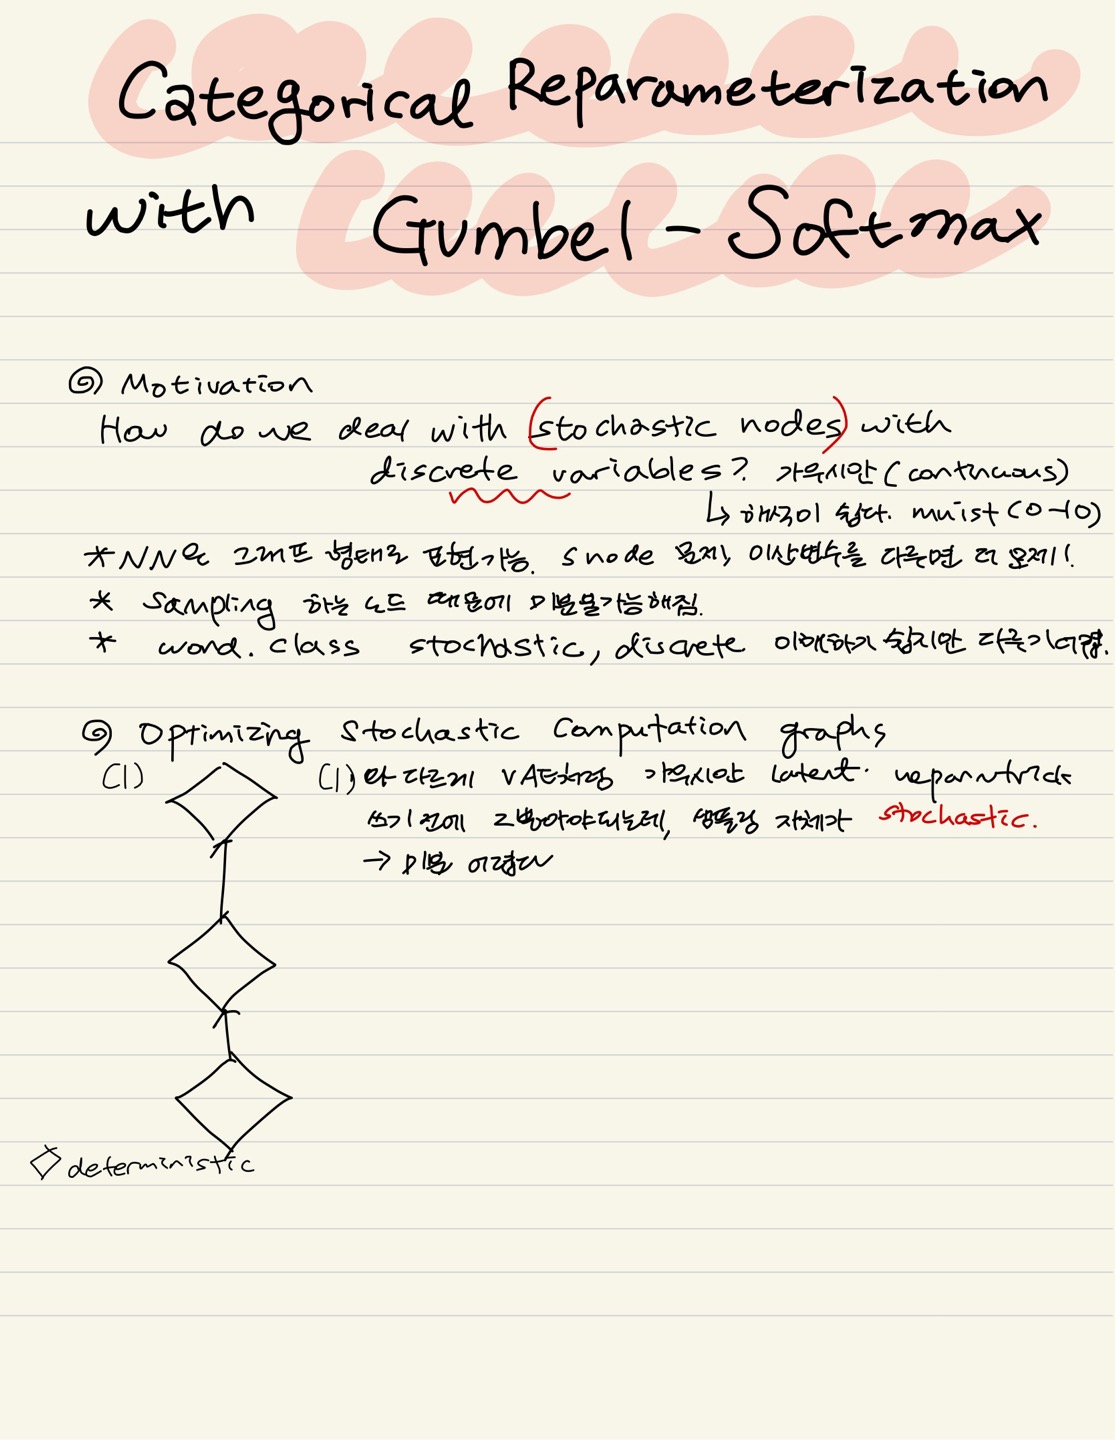 Categorical Reparameterization
with Gumbel-Softmax
Motivation
How do we deal with (stochastic nodes) with
discrete variables? 가우시안 (continuous)
↳ 해석이 쉽다. mnist (0-10)
* NN은 그래프 형태로 표현가능. S node 문제, 이산변수를 다루면 더 문제!!
* Sampling 하는 노드 때문에 미분불가능해짐.
* word. class stochastic, discrete 이해하기 쉽지만 다루기 어렵.
Optimizing Stochastic Computation graphs
(1)
(1)와 다르게 VAE처럼 가우시안 latent. reparamtrick
쓰기 전에 z뽑아야되는데, 샘플링 자체가 stochastic.
→ 미분 어렵다
◇ deterministic